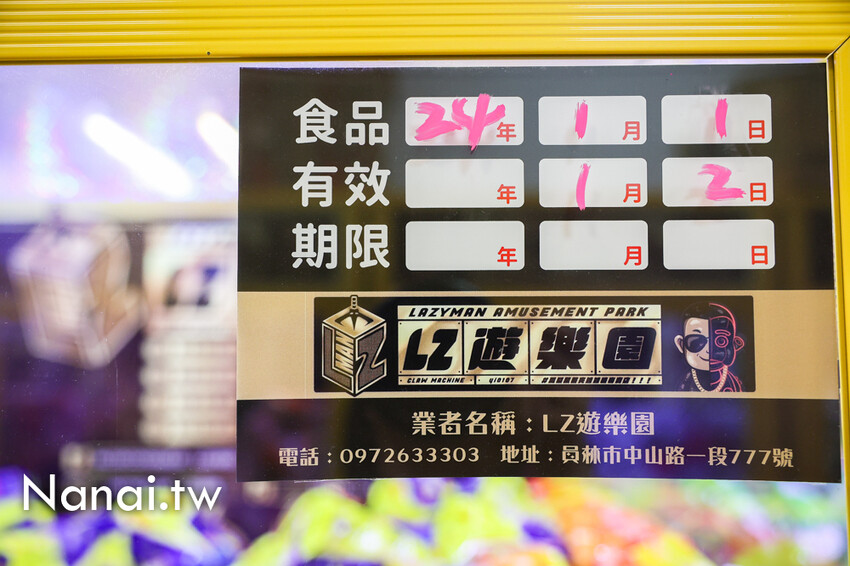 食品 24年 1月 1日
有效 年 1月 2日
期限 年 月 日
LAZYMAN AMUSEMENT PARK
LZ遊樂園
CLAW MACHINE
業者名稱：LZ遊樂園
電話：0972633303 地址：員林市中山路一段777號
Nanai.tw